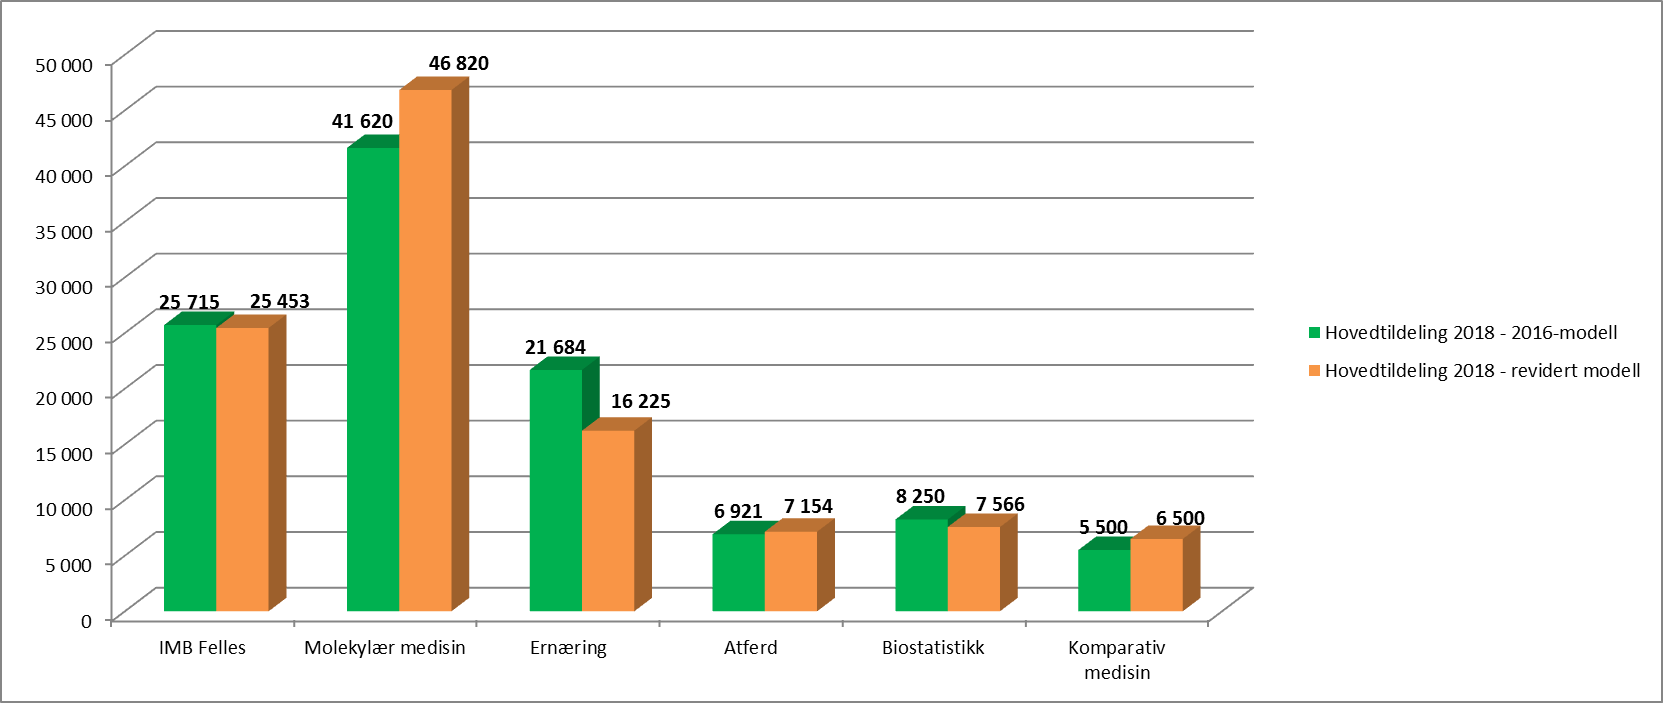 50 000
45 000
40 000
35 000
30 000
25 000
20 000
15 000
10 000
5 000
0
25 715
25 453
41 620
46 820
21 684
16 225
6 921
7 154
8 250
7 566
5 500
6 500
IMB Felles
Molekylær medisin
Ernæring
Atferd
Biostatistikk
Komparativ
medisin
Hovedtildeling 2018 - 2016-modell
Hovedtildeling 2018 - revidert modell